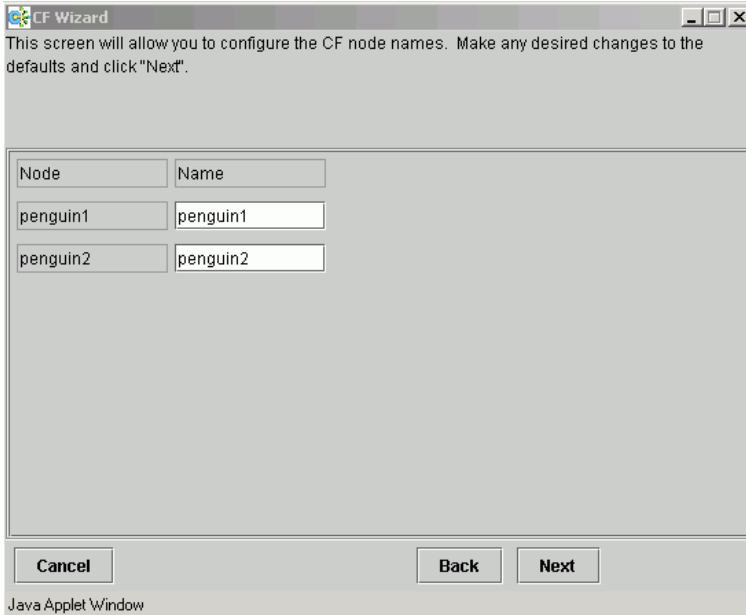 CF Wizard
This screen will allow you to configure the CF node names.  Make any desired changes to the
defaults and click "Next".
Node Name
penguin1 penguin1
penguin2 penguin2
Cancel Back Next
Java Applet Window